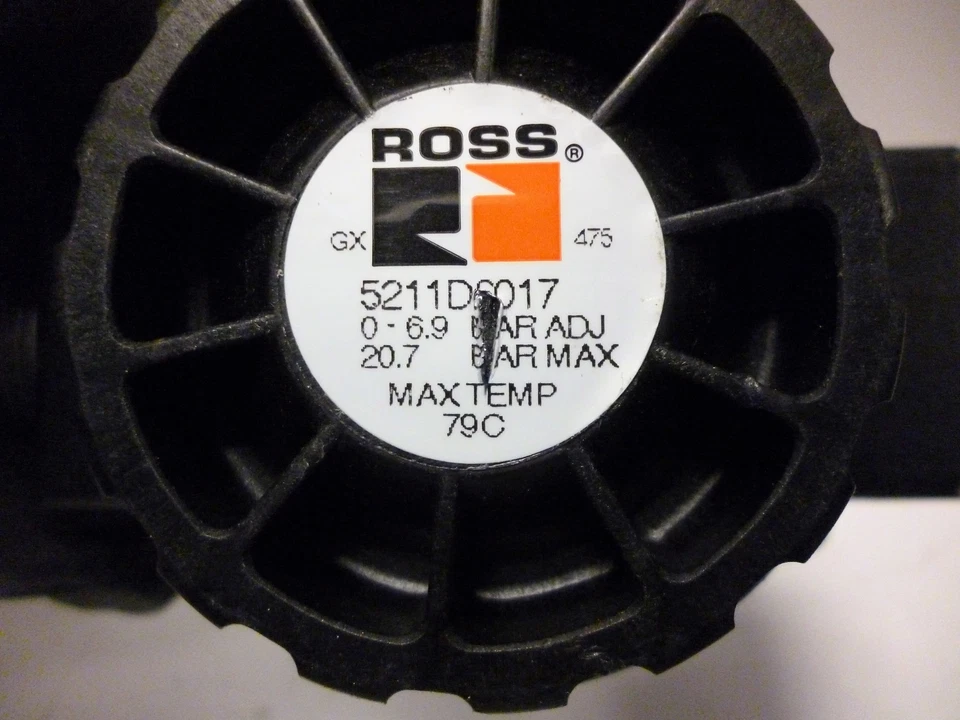 ROSS ®
GX 475
5211D6017
0 - 6.9 BAR ADJ
20.7 BAR MAX
MAX TEMP
79C